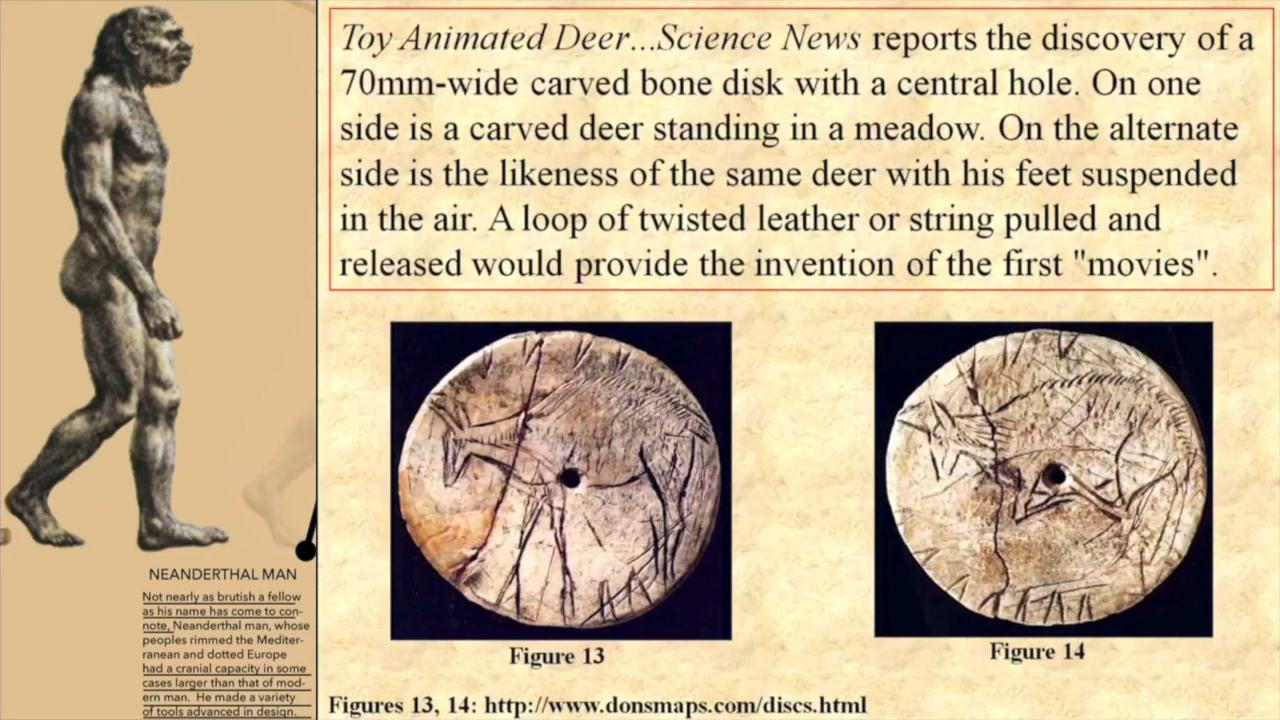 Toy Animated Deer...Science News reports the discovery of a
70mm-wide carved bone disk with a central hole. On one
side is a carved deer standing in a meadow. On the alternate
side is the likeness of the same deer with his feet suspended
in the air. A loop of twisted leather or string pulled and
released would provide the invention of the first "movies".
NEANDERTHAL MAN
Not nearly as brutish a fellow
as his name has come to con-
note, Neanderthal man, whose
peoples rimmed the Mediter-
ranean and dotted Europe
had a cranial capacity in some
cases larger than that of mod-
ern man. He made a variety
of tools advanced in design.
Figure 13
Figure 14
Figures 13, 14: http://www.donsmaps.com/discs.html